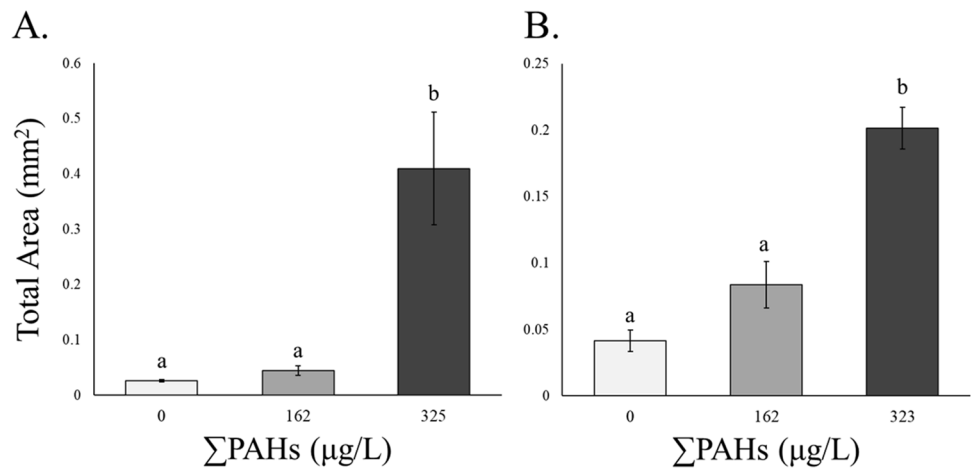 A.
Total Area (mm²)
0.6
0.5
0.4
0.3
0.2
0.1
0
a
a
b
0
162
325
∑PAHs (μg/L)
B.
0.25
0.2
0.15
0.1
0.05
0
a
a
b
0
162
323
∑PAHs (μg/L)